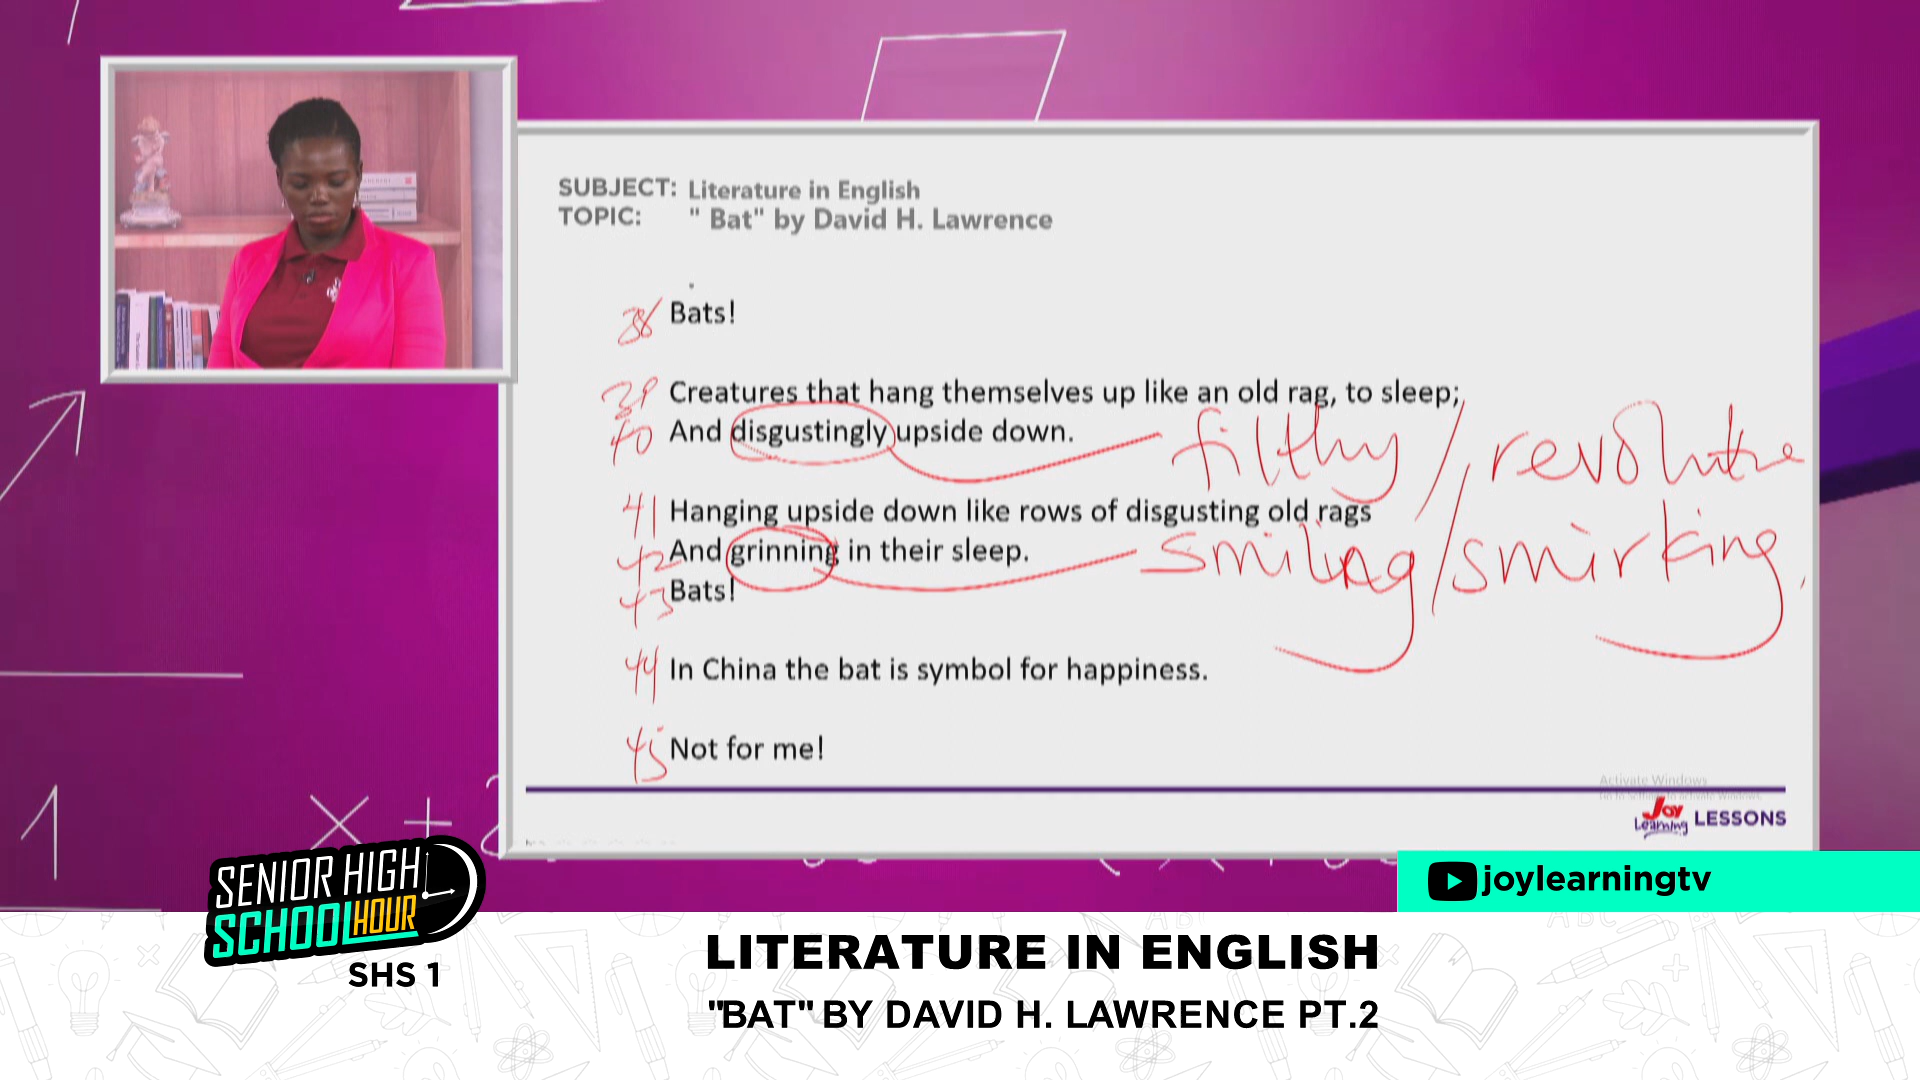 SUBJECT: Literature in English
TOPIC: " Bat" by David H. Lawrence
38 Bats!
39 Creatures that hang themselves up like an old rag, to sleep;
40 And disgustingly upside down. filthy /
41 Hanging upside down like rows of disgusting old rags
42 And grinning in their sleep. smiling/smirking
43 Bats!
44 In China the bat is symbol for happiness.
45 Not for me!
Activate Windows
Joy Learning LESSONS
joylearningtv
SENIOR HIGH
SCHOOL HOUR
SHS 1
LITERATURE IN ENGLISH
"BAT" BY DAVID H. LAWRENCE PT.2
1
x + 2